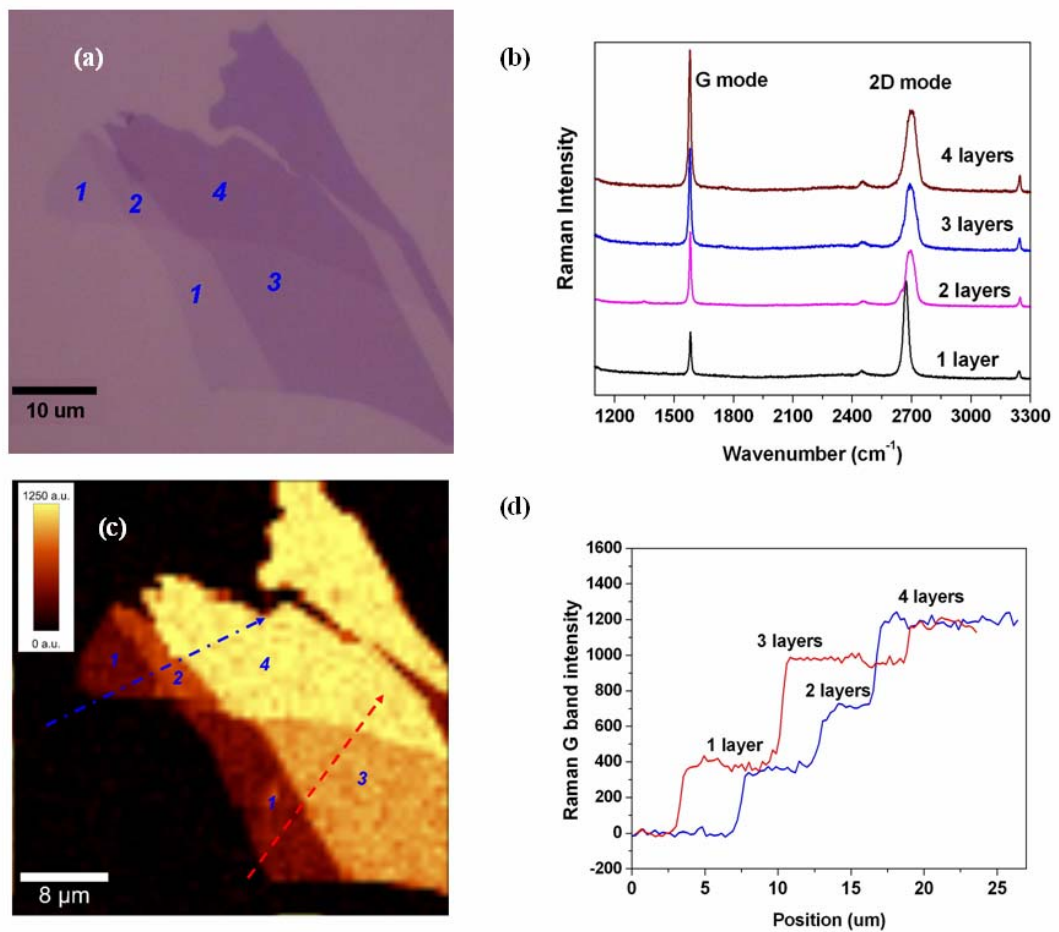 (a)
1
2
4
1
3
10 um
(b)
G mode
2D mode
4 layers
3 layers
2 layers
1 layer
Raman Intensity
1200 1500 1800 2100 2400 2700 3000 3300
Wavenumber (cm⁻¹)
1250 a.u.
0 a.u.
(c)
1
2
4
3
1
8 µm
(d)
1600
1400
1200
1000
800
600
400
200
0
-200
4 layers
3 layers
2 layers
1 layer
Raman G band intensity
0 5 10 15 20 25
Position (um)